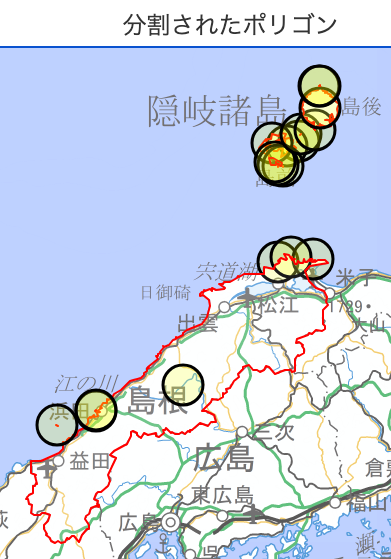 分割されたポリゴン
隠岐諸島
島後
宍道湖
米子
日御碕
松江
1729・
出雲
大山
江の川
浜田
島根
三次
益田
広島
倉敷
東広島
福山
萩
広島
呉
瀬